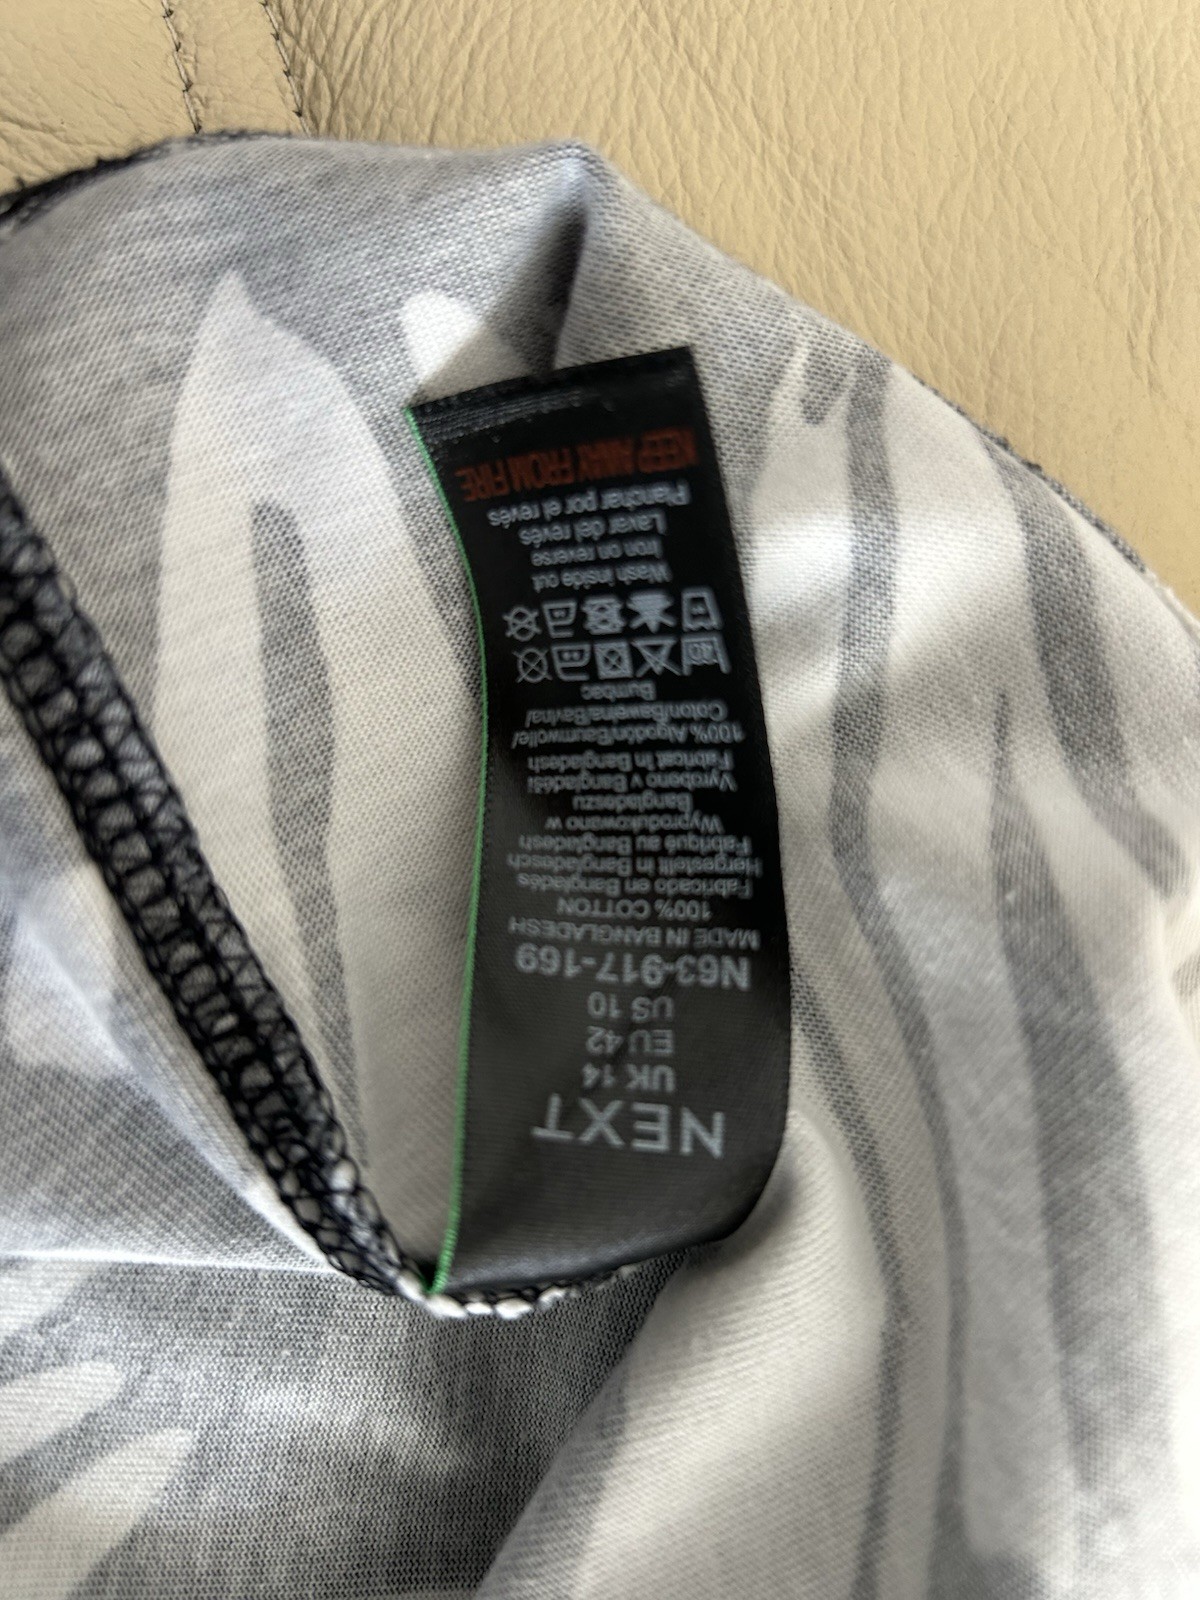 NEXT
UK 14
EU 42
US 10
N63-917-169
MADE IN BANGLADESH
100% COTTON
Fabricado en Bangladés
Hergestellt in Bangladesch
Fabriqué au Bangladesh
Wyprodukowano w
Bangladeszu
Vyrobeno v Bangladéši
Fabricat în Bangladesh
100% Algodón/Baumwolle/
Coton/Bawełna/Bavlna/
Bumbac
40
Wash inside out
Iron on reverse
Lavar del revés
Planchar por el revés
KEEP AWAY FROM FIRE